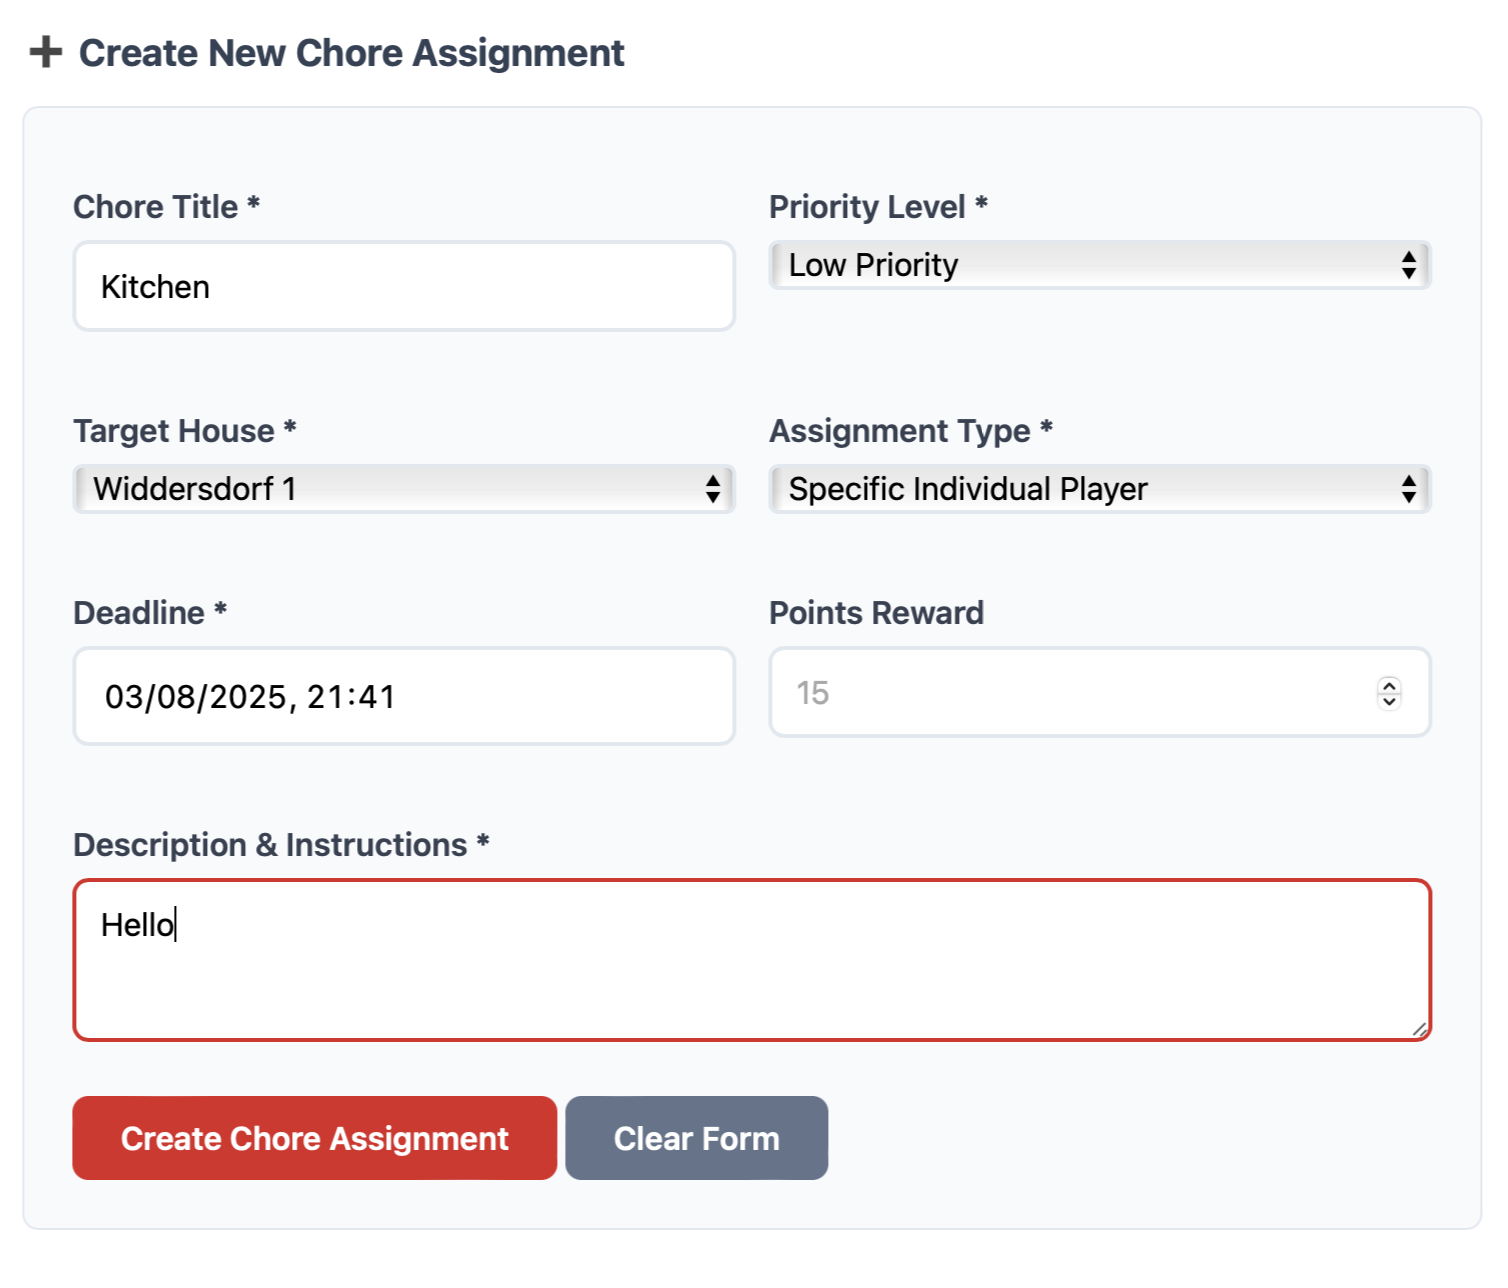 ➕ Create New Chore Assignment
Chore Title *
Priority Level *
Kitchen
Low Priority
Target House *
Assignment Type *
Widdersdorf 1
Specific Individual Player
Deadline *
Points Reward
03/08/2025, 21:41
15
Description & Instructions *
Hello
Create Chore Assignment
Clear Form